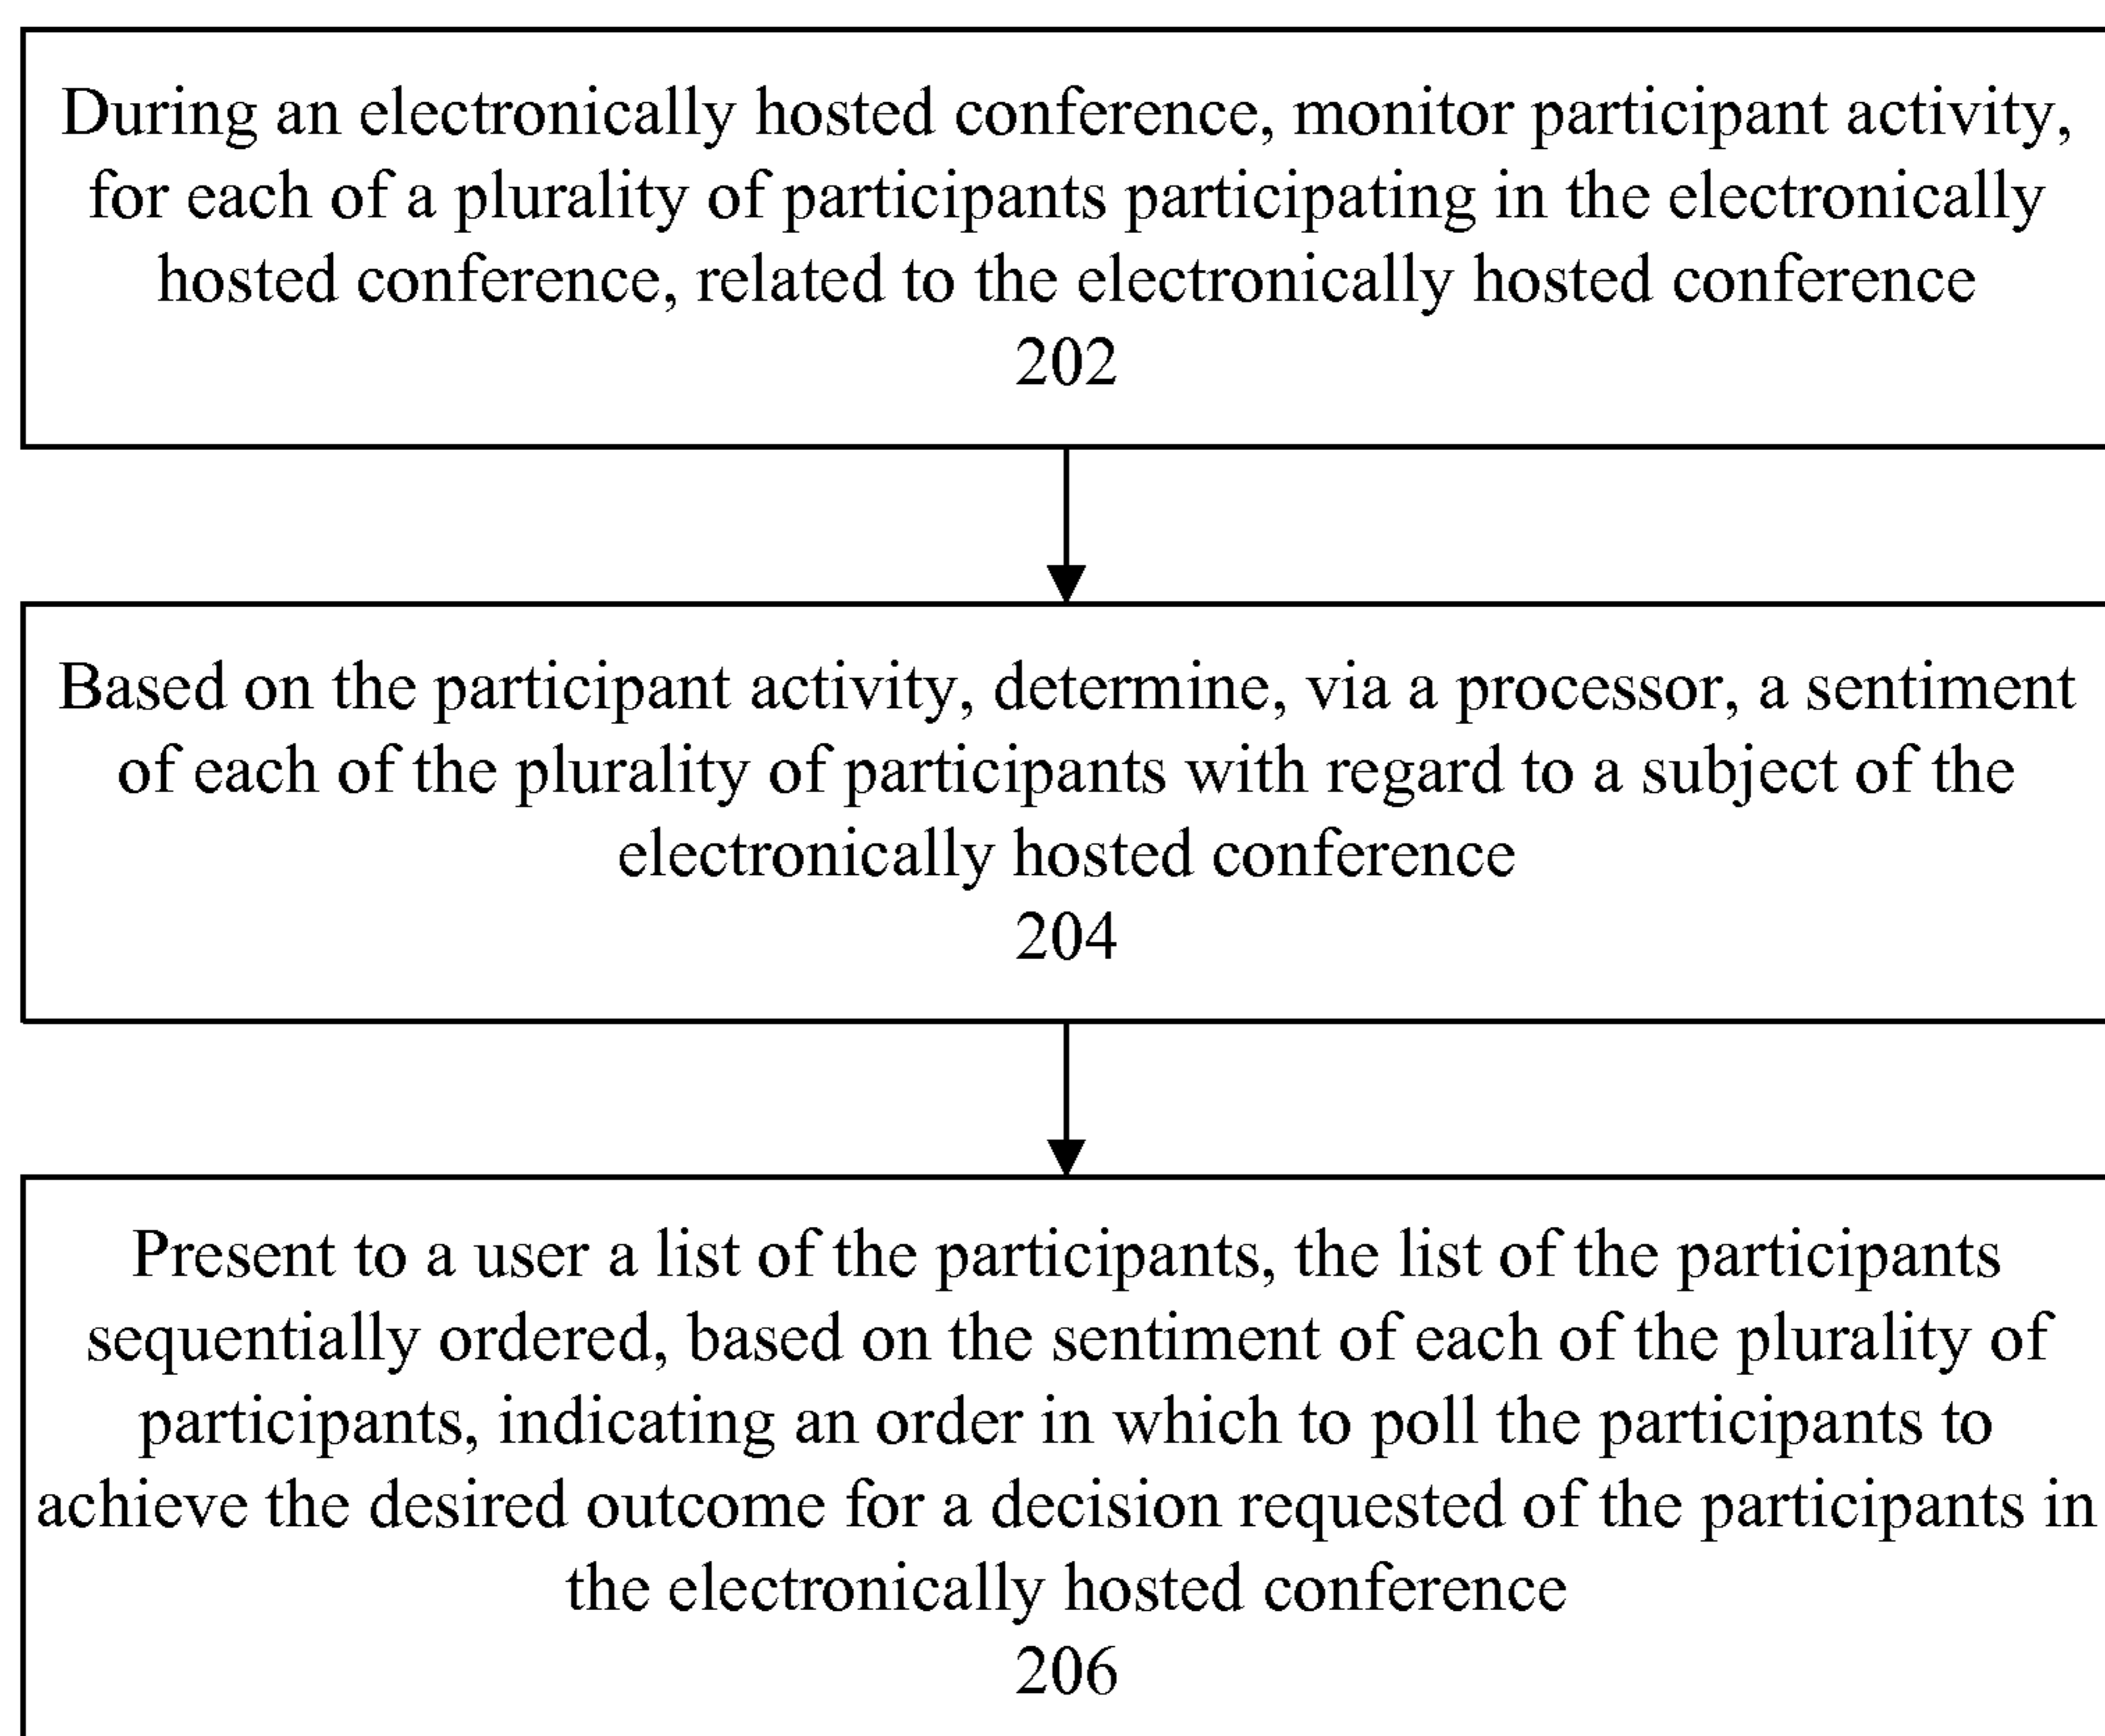 During an electronically hosted conference, monitor participant activity,
for each of a plurality of participants participating in the electronically
hosted conference, related to the electronically hosted conference
202
Based on the participant activity, determine, via a processor, a sentiment
of each of the plurality of participants with regard to a subject of the
electronically hosted conference
204
Present to a user a list of the participants, the list of the participants
sequentially ordered, based on the sentiment of each of the plurality of
participants, indicating an order in which to poll the participants to
achieve the desired outcome for a decision requested of the participants in
the electronically hosted conference
206